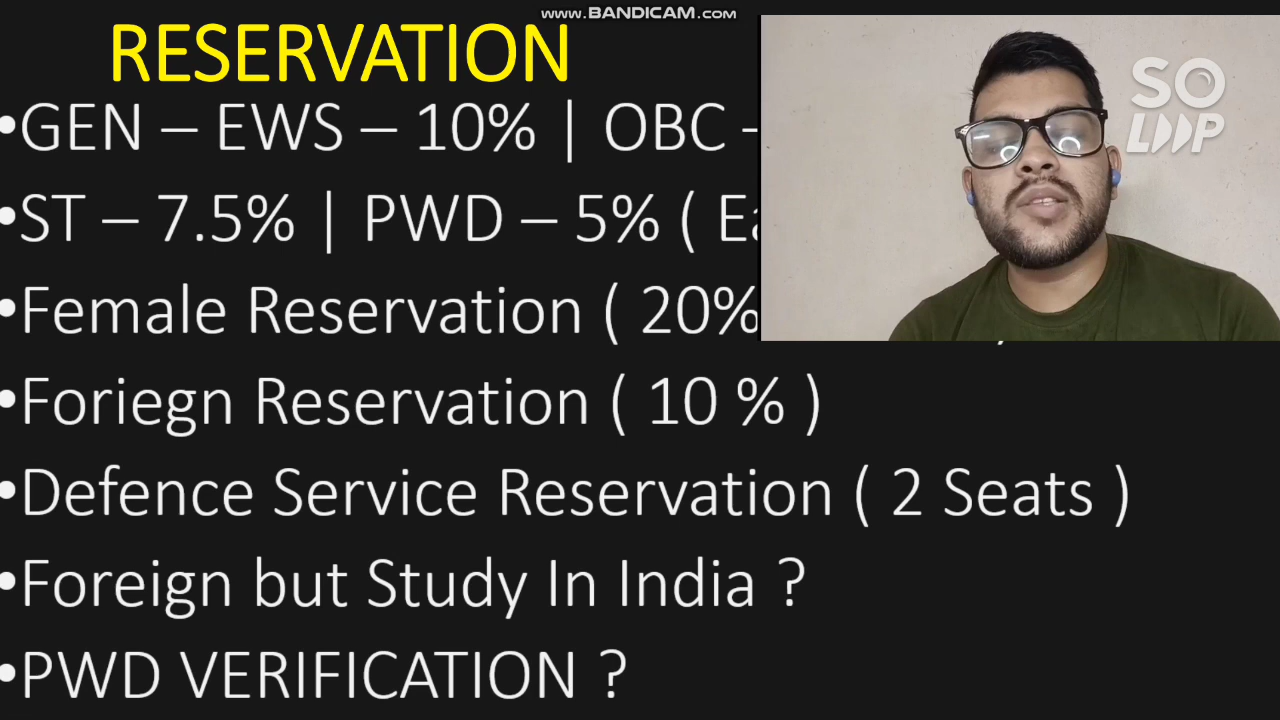 www.BANDICAM.com
RESERVATION
SO
LOOP
•GEN – EWS – 10% | OBC -
•ST – 7.5% | PWD – 5% (
•Female Reservation ( 20%
•Foriegn Reservation ( 10 % )
•Defence Service Reservation ( 2 Seats )
•Foreign but Study In India ?
•PWD VERIFICATION ?